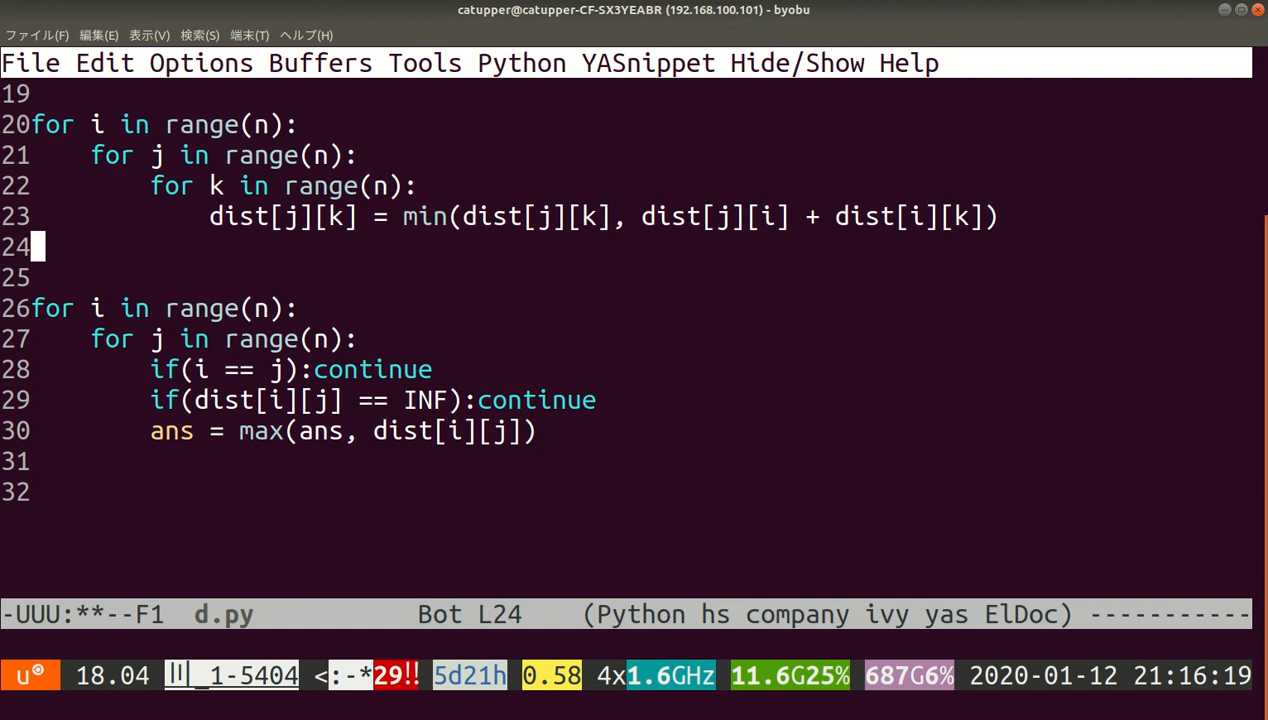 catupper@catupper-CF-SX3YEABR (192.168.100.101) - byobu
ファイル(F) 編集(E) 表示(V) 検索(S) 端末(T) ヘルプ(H)
File Edit Options Buffers Tools Python YASnippet Hide/Show Help
19
20for i in range(n):
21    for j in range(n):
22        for k in range(n):
23            dist[j][k] = min(dist[j][k], dist[j][i] + dist[i][k])
24
25
26for i in range(n):
27    for j in range(n):
28        if(i == j):continue
29        if(dist[i][j] == INF):continue
30        ans = max(ans, dist[i][j])
31
32
-UUU:**--F1  d.py           Bot L24    (Python hs company ivy yas ElDoc) -----------
u 18.04 川_1-5404 <:-*29!! 5d21h 0.58 4x1.6GHz 11.6G25% 687G6% 2020-01-12 21:16:19